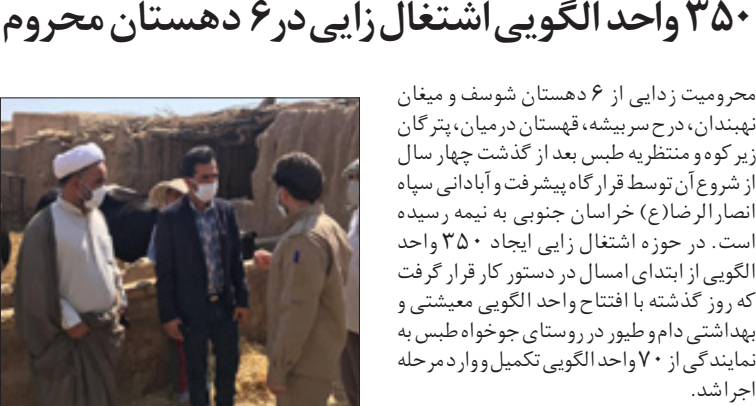 ۳۵۰ واحد الگویی اشتغال زایی در ۶ دهستان محروم
محرومیت زدایی از ۶ دهستان شوسف و میغان
نهبندان، درح سربیشه، قهستان درمیان، پترگان
زیرکوه و منتظریه طبس بعد از گذشت چهار سال
از شروع آن توسط قرارگاه پیشرفت و آبادانی سپاه
انصارالرضا(ع) خراسان جنوبی به نیمه رسیده
است. در حوزه اشتغال زایی ایجاد ۳۵۰ واحد
الگویی از ابتدای امسال در دستور کار قرار گرفت
که روز گذشته با افتتاح واحد الگویی معیشتی و
بهداشتی دام و طیور در روستای جوخواه طبس به
نمایندگی از ۷۰ واحد الگویی تکمیل و وارد مرحله
اجرا شد.